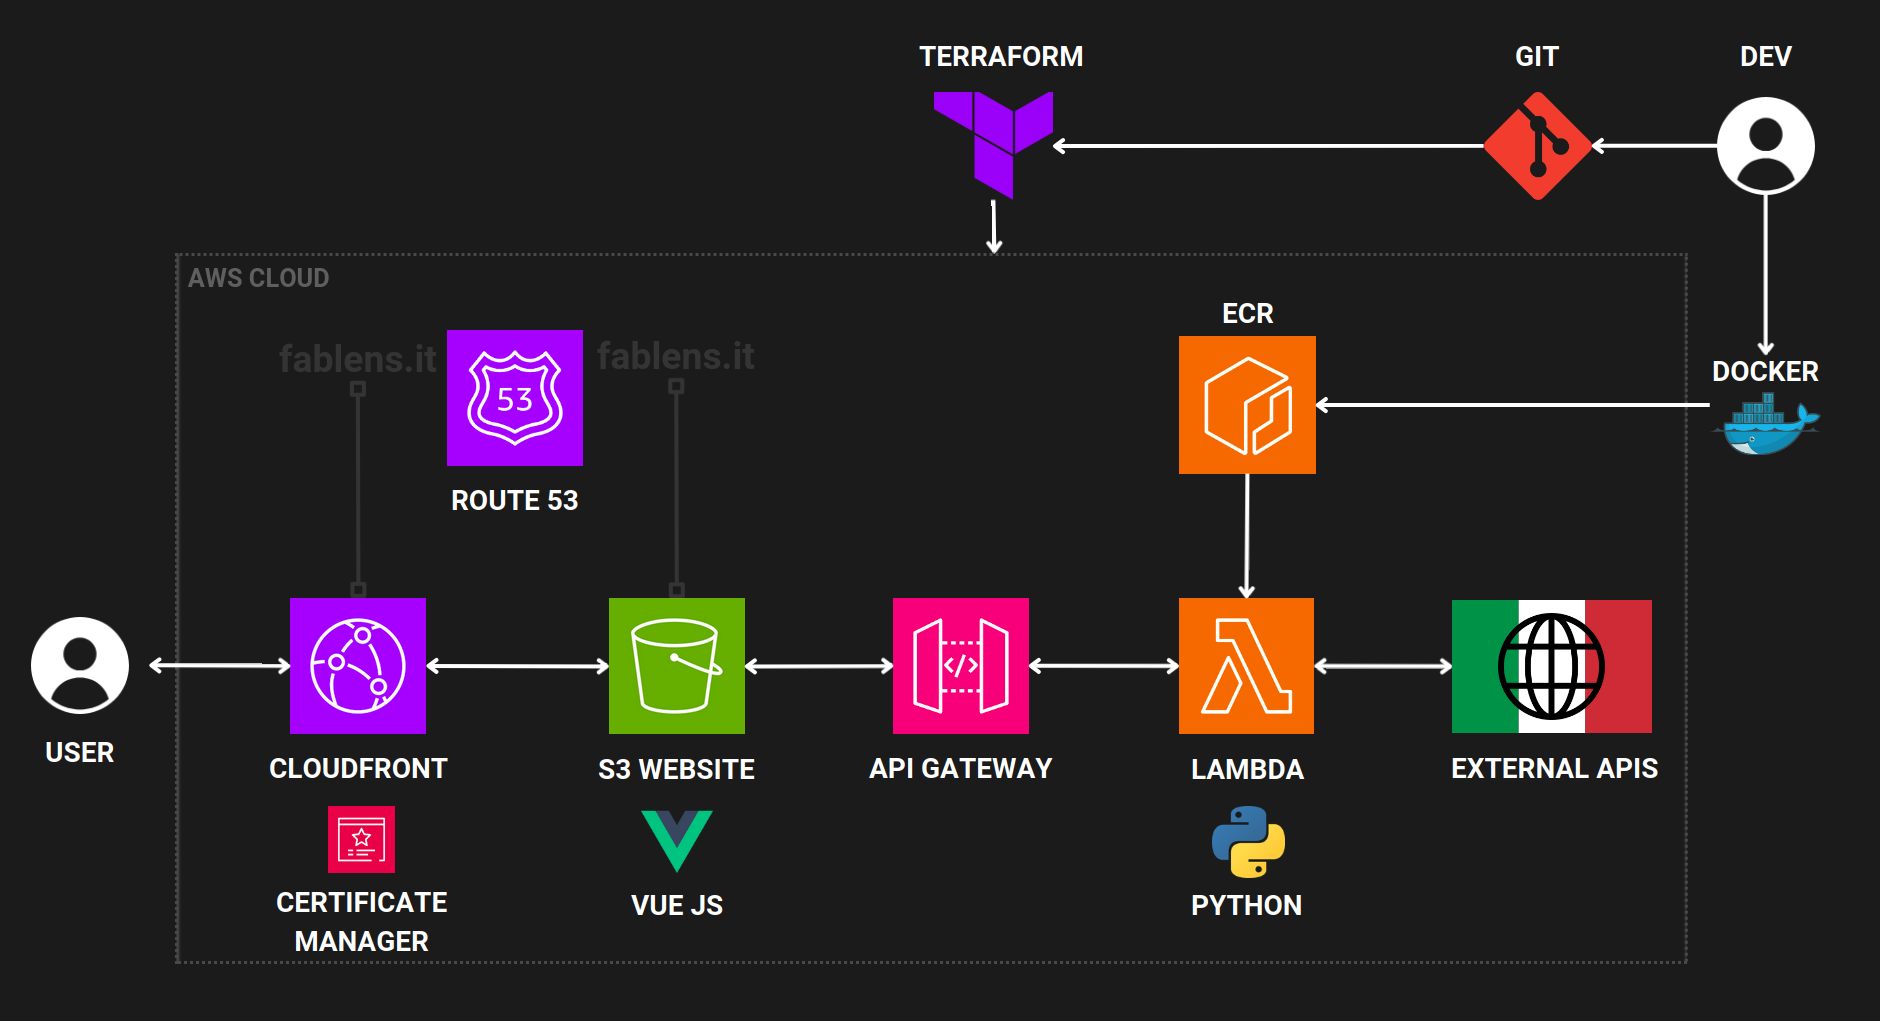 TERRAFORM
GIT
DEV
AWS CLOUD
ECR
fablens.it
fablens.it
53
DOCKER
ROUTE 53
</>
USER
CLOUDFRONT
S3 WEBSITE
API GATEWAY
LAMBDA
EXTERNAL APIS
CERTIFICATE
MANAGER
VUE JS
PYTHON